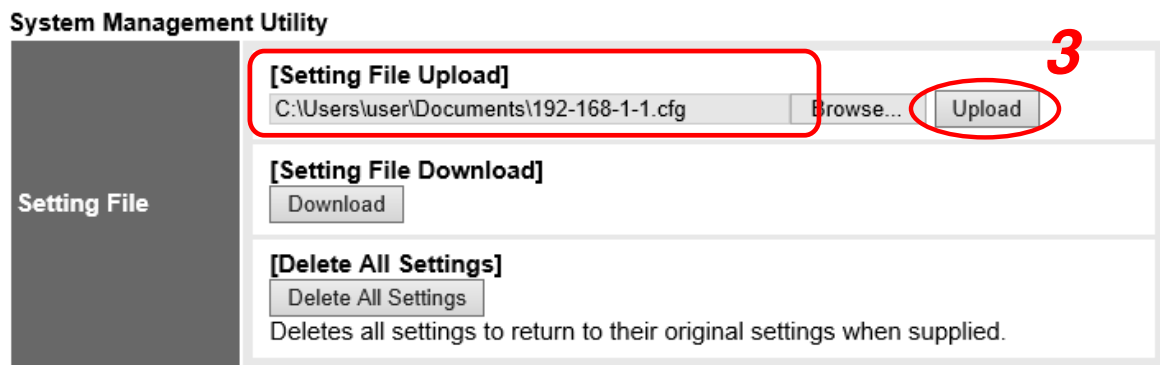 System Management Utility
3
[Setting File Upload]
C:\Users\user\Documents\192-168-1-1.cfg Browse... Upload
Setting File
[Setting File Download]
Download
[Delete All Settings]
Delete All Settings
Deletes all settings to return to their original settings when supplied.